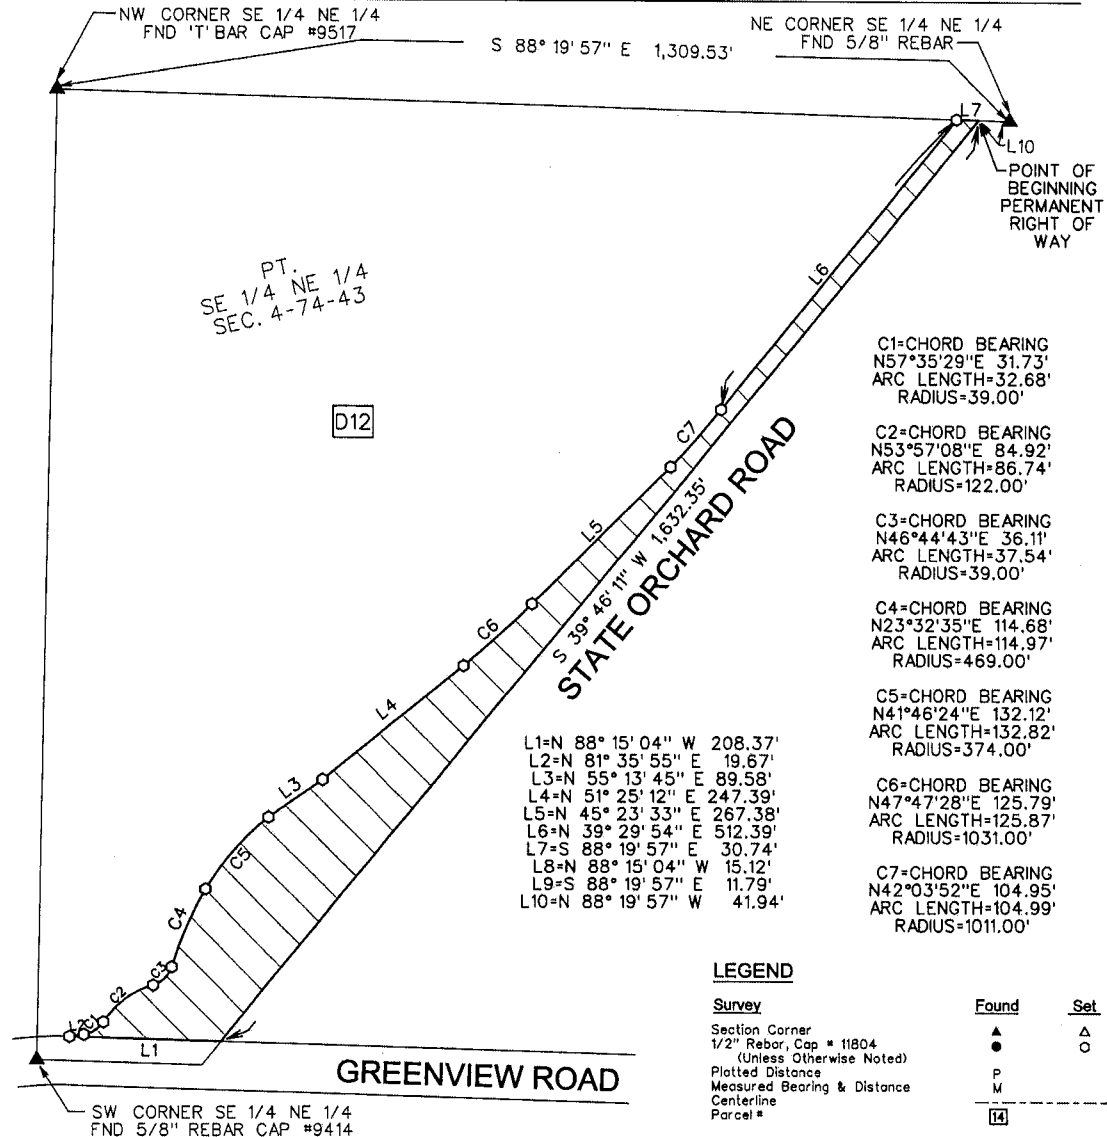 NW CORNER SE 1/4 NE 1/4
FND 'T' BAR CAP #9517
S 88° 19' 57" E 1,309.53'
NE CORNER SE 1/4 NE 1/4
FND 5/8" REBAR
L7
L10
POINT OF
BEGINNING
PERMANENT
RIGHT OF
WAY
PT.
SE 1/4 NE 1/4
SEC. 4-74-43
L6
D12
C7
L5
S 39° 46' 11" W 1,632.35'
STATE ORCHARD ROAD
C6
L4
L3
C5
C4
C3
C2
C1
L2
L1
C1=CHORD BEARING
N57°35'29"E 31.73'
ARC LENGTH=32.68'
RADIUS=39.00'
C2=CHORD BEARING
N53°57'08"E 84.92'
ARC LENGTH=86.74'
RADIUS=122.00'
C3=CHORD BEARING
N46°44'43"E 36.11'
ARC LENGTH=37.54'
RADIUS=39.00'
C4=CHORD BEARING
N23°32'35"E 114.68'
ARC LENGTH=114.97'
RADIUS=469.00'
C5=CHORD BEARING
N41°46'24"E 132.12'
ARC LENGTH=132.82'
RADIUS=374.00'
C6=CHORD BEARING
N47°47'28"E 125.79'
ARC LENGTH=125.87'
RADIUS=1031.00'
C7=CHORD BEARING
N42°03'52"E 104.95'
ARC LENGTH=104.99'
RADIUS=1011.00'
L1=N 88° 15' 04" W 208.37'
L2=N 81° 35' 55" E 19.67'
L3=N 55° 13' 45" E 89.58'
L4=N 51° 25' 12" E 247.39'
L5=N 45° 23' 33" E 267.38'
L6=N 39° 29' 54" E 512.39'
L7=S 88° 19' 57" E 30.74'
L8=N 88° 15' 04" W 15.12'
L9=S 88° 19' 57" E 11.79'
L10=N 88° 19' 57" W 41.94'
GREENVIEW ROAD
SW CORNER SE 1/4 NE 1/4
FND 5/8" REBAR CAP #9414
LEGEND
Survey Found Set
Section Corner ▲ △
1/2" Rebar, Cap # 11804 ● ○
(Unless Otherwise Noted)
Platted Distance P
Measured Bearing & Distance M
Centerline
Parcel # 14